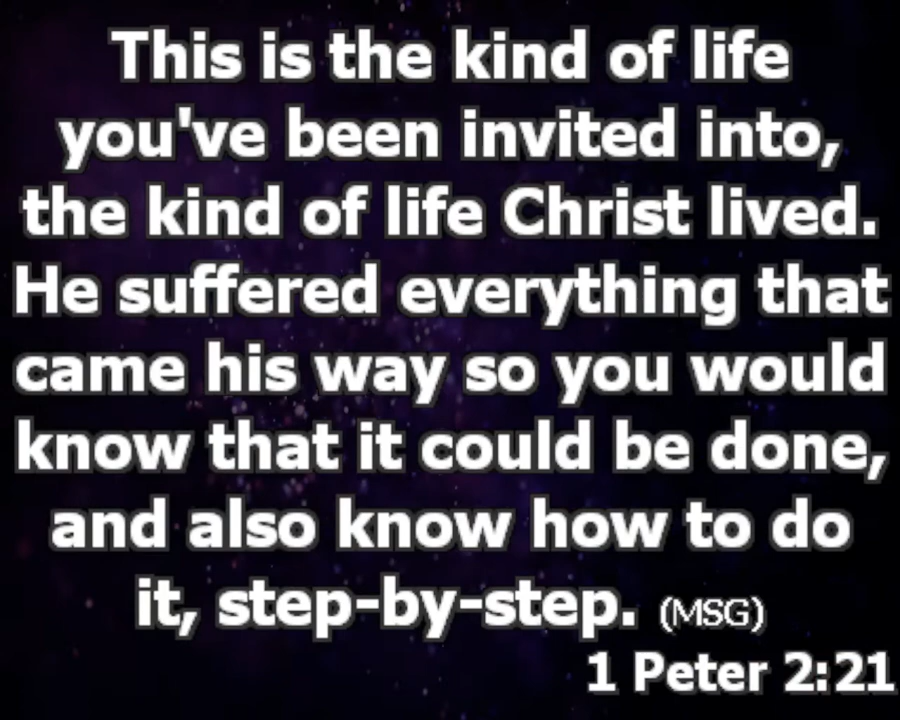 This is the kind of life
you've been invited into,
the kind of life Christ lived.
He suffered everything that
came his way so you would
know that it could be done,
and also know how to do
it, step-by-step. (MSG)
1 Peter 2:21